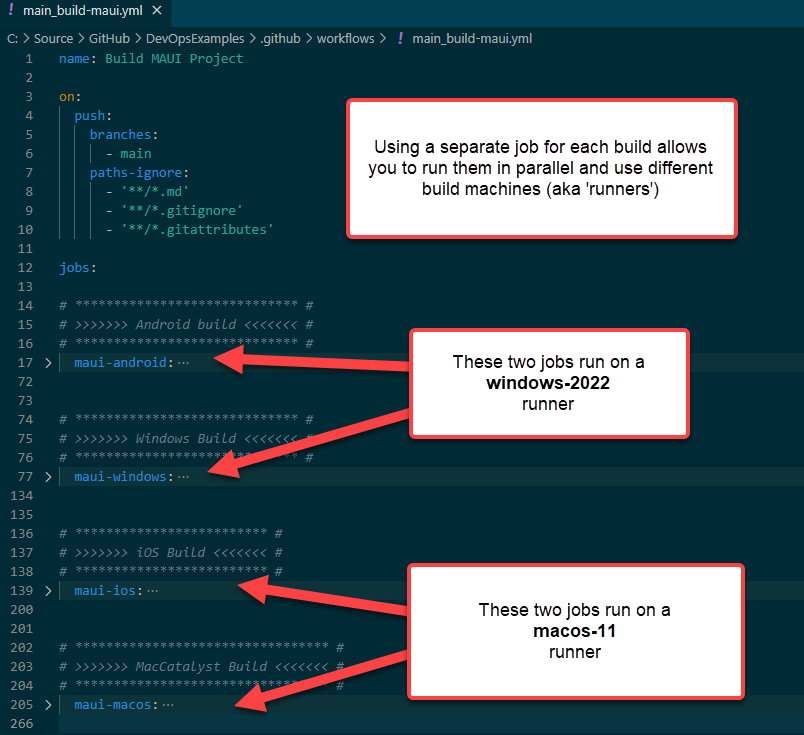 ! main_build-maui.yml ×
C: > Source > GitHub > DevOpsExamples > .github > workflows > ! main_build-maui.yml
1 name: Build MAUI Project
2
3 on:
4 push:
5 branches:
6 - main
7 paths-ignore:
8 - '**/*.md'
9 - '**/*.gitignore'
10 - '**/*.gitattributes'
11
12 jobs:
13
14 # ***************************** #
15 # >>>>>>> Android build <<<<<<< #
16 # ***************************** #
17 > maui-android: ···
72
73
74 # ***************************** #
75 # >>>>>>> Windows Build <<<<<<< #
76 # ***************************** #
77 > maui-windows: ···
134
135
136 # ************************* #
137 # >>>>>>> iOS Build <<<<<<< #
138 # ************************* #
139 > maui-ios: ···
200
201
202 # ********************************* #
203 # >>>>>>> MacCatalyst Build <<<<<<< #
204 # ********************************* #
205 > maui-macos: ···
266
Using a separate job for each build allows
you to run them in parallel and use different
build machines (aka 'runners')
These two jobs run on a
windows-2022
runner
These two jobs run on a
macos-11
runner